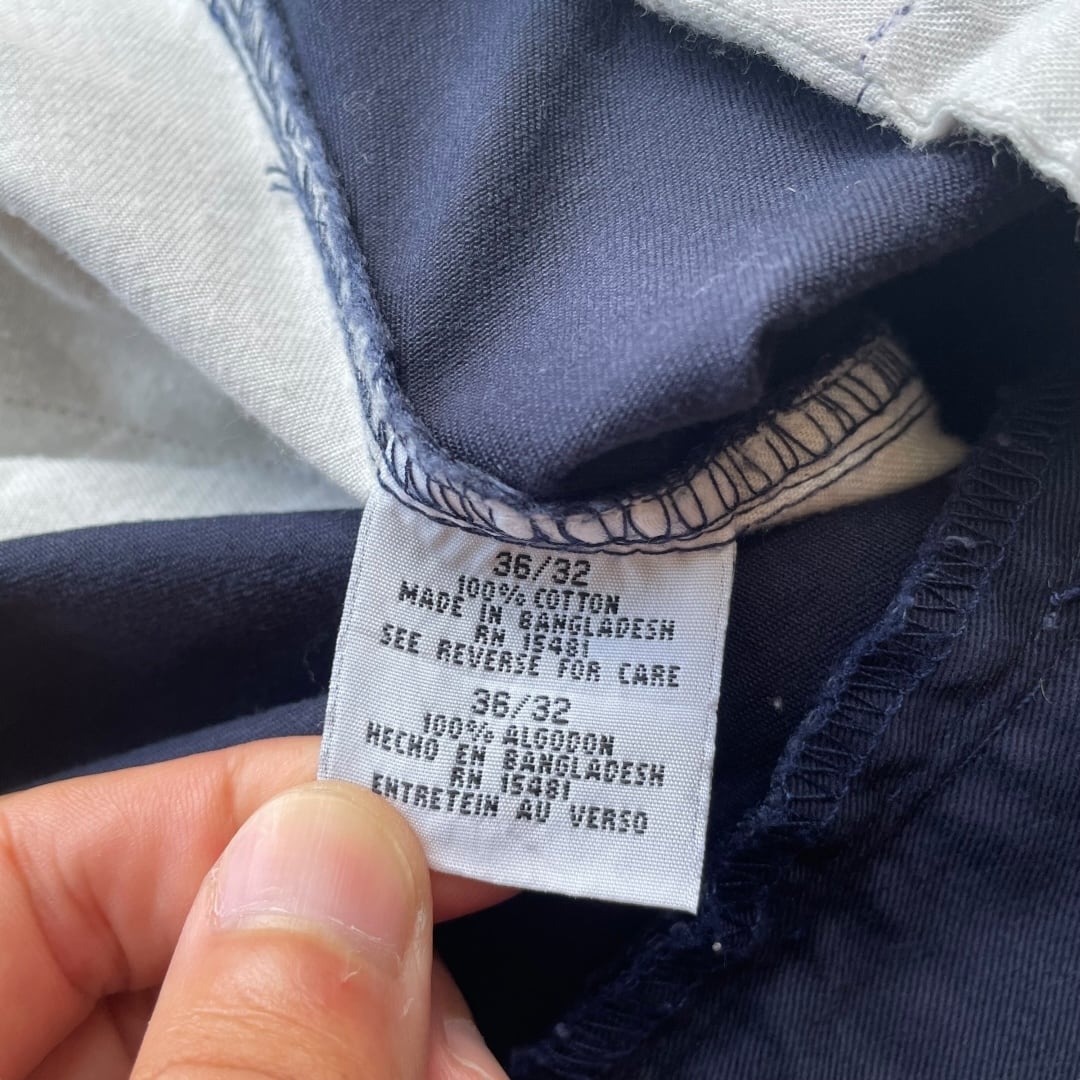 36/32
100% COTTON
MADE IN BANGLADESH
RN 15481
SEE REVERSE FOR CARE
36/32
100% ALGODON
HECHO EN BANGLADESH
RN 15481
ENTRETEIN AU VERSO